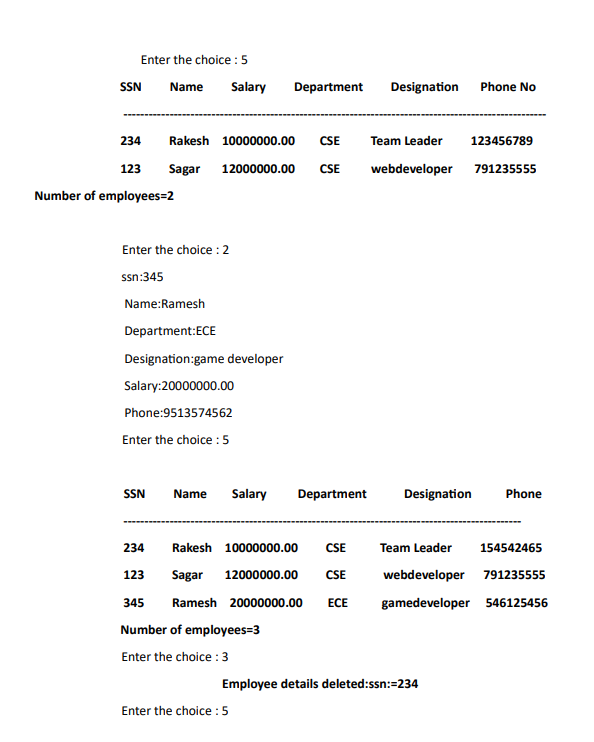 Enter the choice : 5
SSN Name Salary Department Designation Phone No
--------------------------------------------------------------------------------------------------------
234 Rakesh 10000000.00 CSE Team Leader 123456789
123 Sagar 12000000.00 CSE webdeveloper 791235555
Number of employees=2
Enter the choice : 2
ssn:345
Name:Ramesh
Department:ECE
Designation:game developer
Salary:20000000.00
Phone:9513574562
Enter the choice : 5
SSN Name Salary Department Designation Phone
--------------------------------------------------------------------------------------------------
234 Rakesh 10000000.00 CSE Team Leader 154542465
123 Sagar 12000000.00 CSE webdeveloper 791235555
345 Ramesh 20000000.00 ECE gamedeveloper 546125456
Number of employees=3
Enter the choice : 3
Employee details deleted:ssn:=234
Enter the choice : 5